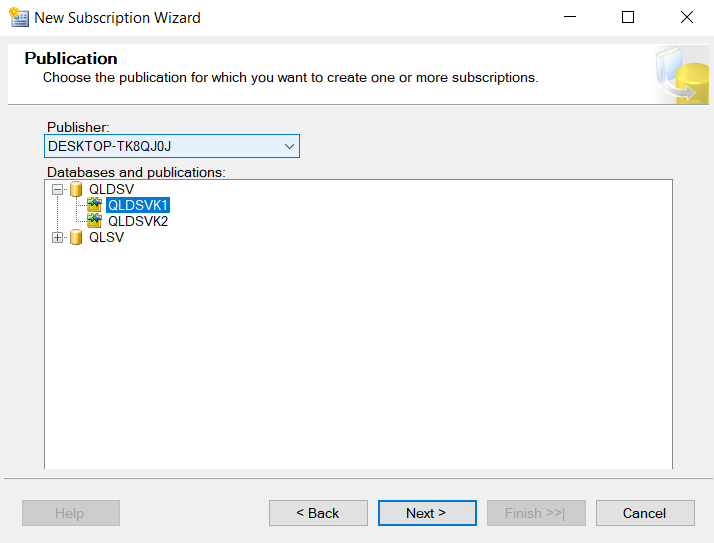 New Subscription Wizard
Publication
Choose the publication for which you want to create one or more subscriptions.
Publisher:
DESKTOP-TK8QJ0J
Databases and publications:
QLDSV
QLDSVK1
QLDSVK2
QLSV
Help
< Back
Next >
Finish >>|
Cancel